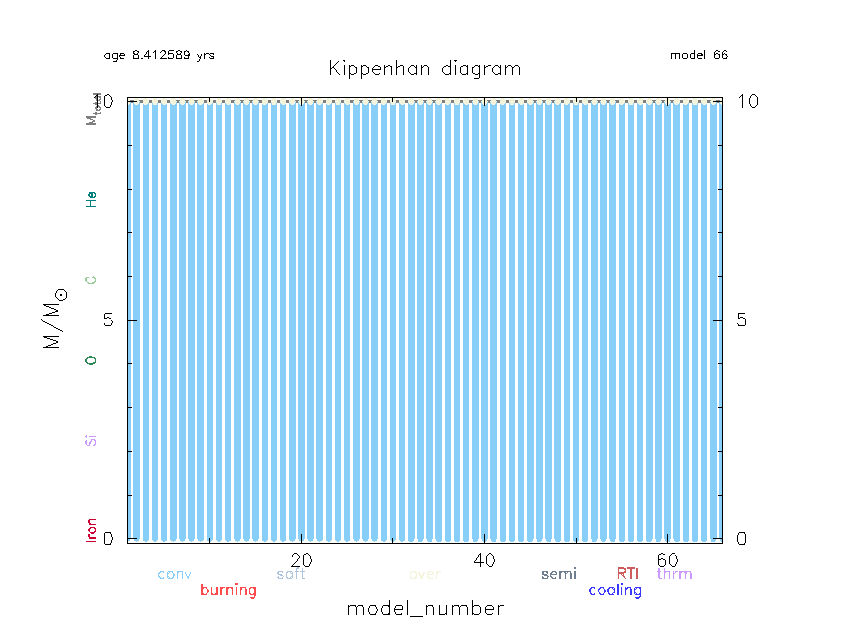 age 8.412589 yrs
model 66
Kippenhan diagram
M_total
10
10
He
C
M/M☉
5
5
O
Si
Iron
0
0
20
40
60
conv
soft
over
semi
RTI
thrm
burning
cooling
model_number